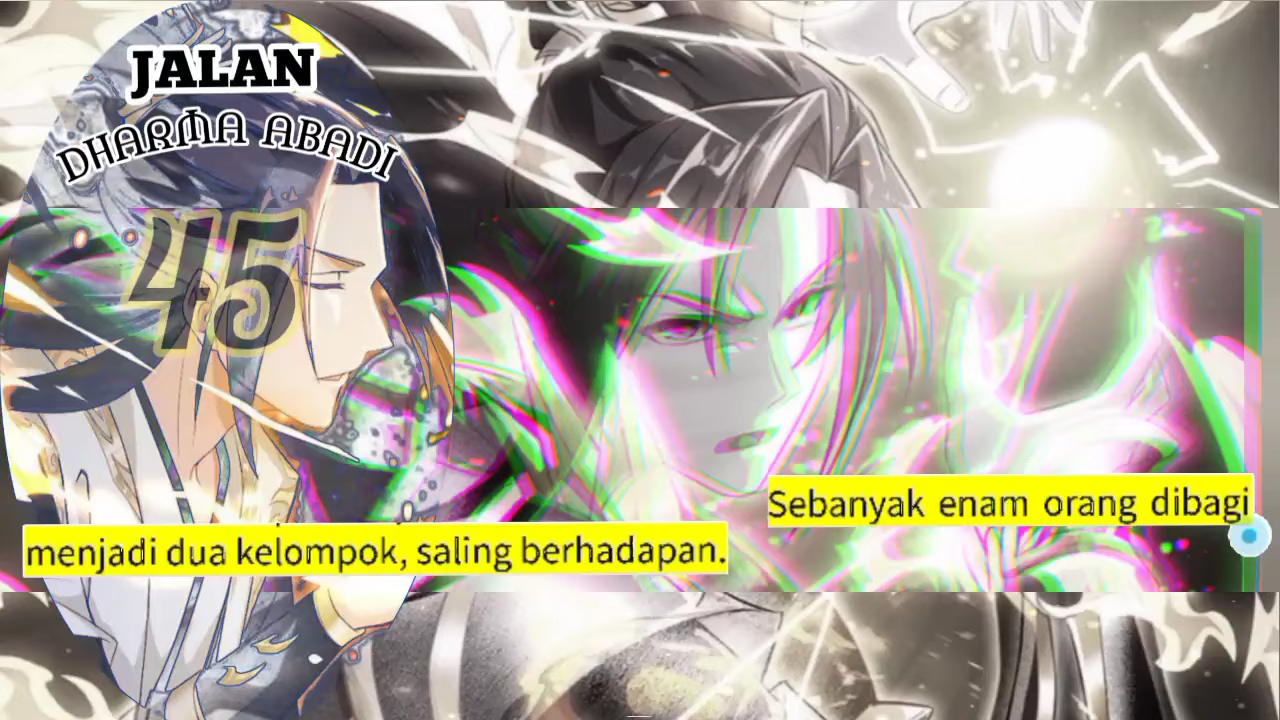 JALAN
DHARMA ABADI
45
Sebanyak enam orang dibagi
menjadi dua kelompok, saling berhadapan.